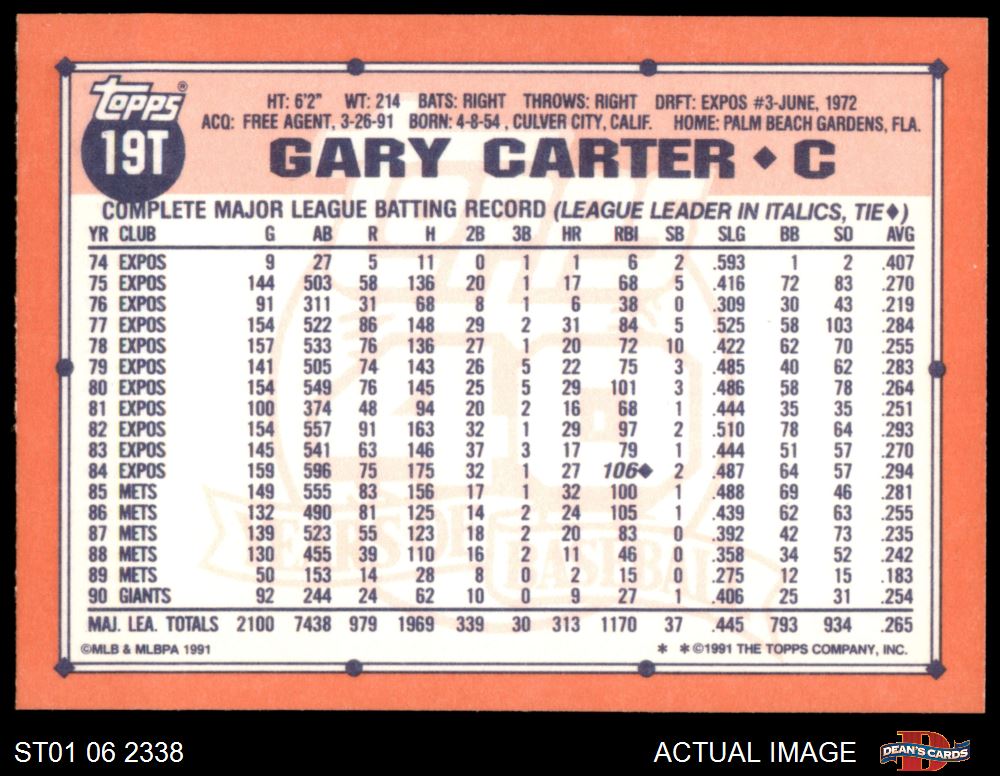 Topps®
19T
HT: 6'2" WT: 214 BATS: RIGHT THROWS: RIGHT DRFT: EXPOS #3-JUNE, 1972
ACQ: FREE AGENT, 3-26-91 BORN: 4-8-54 , CULVER CITY, CALIF. HOME: PALM BEACH GARDENS, FLA.
GARY CARTER ♦ C
COMPLETE MAJOR LEAGUE BATTING RECORD (LEAGUE LEADER IN ITALICS, TIE♦)
YR CLUB G AB R H 2B 3B HR RBI SB SLG BB SO AVG
74 EXPOS 9 27 5 11 0 1 1 6 2 .593 1 2 .407
75 EXPOS 144 503 58 136 20 1 17 68 5 .416 72 83 .270
76 EXPOS 91 311 31 68 8 1 6 38 0 .309 30 43 .219
77 EXPOS 154 522 86 148 29 2 31 84 5 .525 58 103 .284
78 EXPOS 157 533 76 136 27 1 20 72 10 .422 62 70 .255
79 EXPOS 141 505 74 143 26 5 22 75 3 .485 40 62 .283
80 EXPOS 154 549 76 145 25 5 29 101 3 .486 58 78 .264
81 EXPOS 100 374 48 94 20 2 16 68 1 .444 35 35 .251
82 EXPOS 154 557 91 163 32 1 29 97 2 .510 78 64 .293
83 EXPOS 145 541 63 146 37 3 17 79 1 .444 51 57 .270
84 EXPOS 159 596 75 175 32 1 27 106♦ 2 .487 64 57 .294
85 METS 149 555 83 156 17 1 32 100 1 .488 69 46 .281
86 METS 132 490 81 125 14 2 24 105 1 .439 62 63 .255
87 METS 139 523 55 123 18 2 20 83 0 .392 42 73 .235
88 METS 130 455 39 110 16 2 11 46 0 .358 34 52 .242
89 METS 50 153 14 28 8 0 2 15 0 .275 12 15 .183
90 GIANTS 92 244 24 62 10 0 9 27 1 .406 25 31 .254
MAJ. LEA. TOTALS 2100 7438 979 1969 339 30 313 1170 37 .445 793 934 .265
©MLB & MLBPA 1991 * * ©1991 THE TOPPS COMPANY, INC.
TOPPS
40
YEARS OF
BASEBALL
ST01 06 2338 ACTUAL IMAGE DEAN'S CARDS